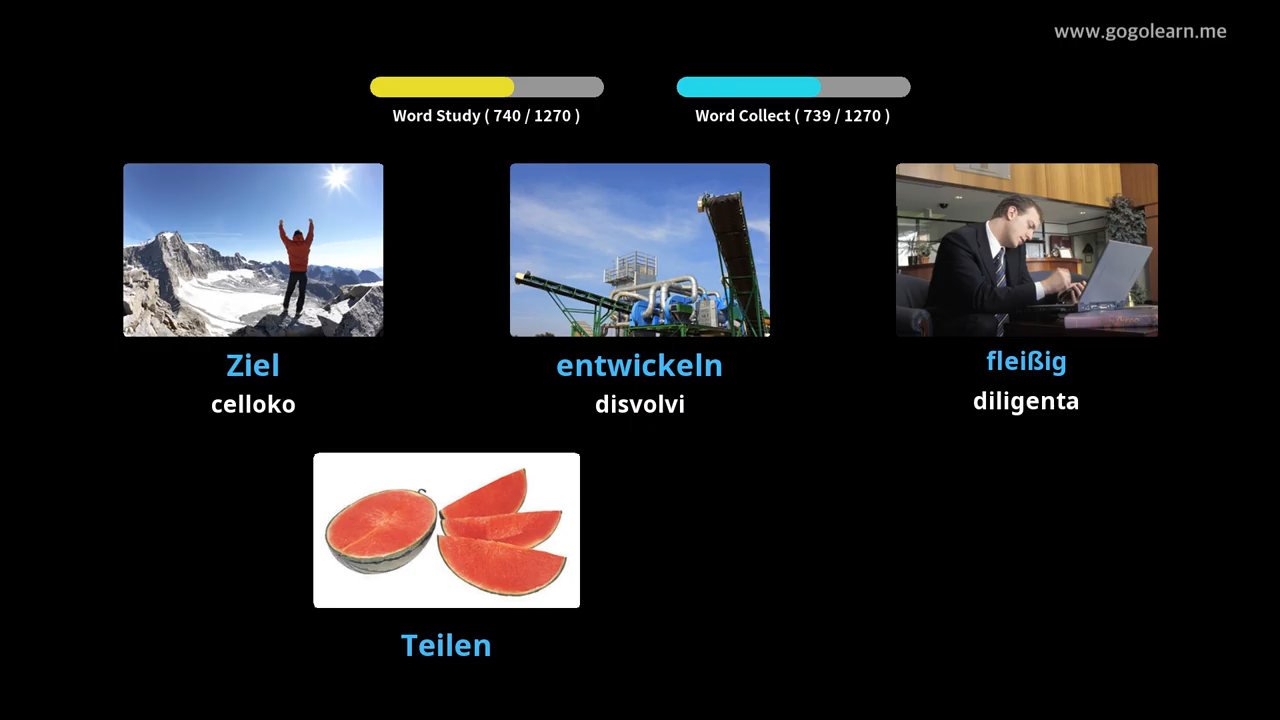 www.gogolearn.me
Word Study ( 740 / 1270 )
Word Collect ( 739 / 1270 )
Ziel
celloko
entwickeln
disvolvi
fleißig
diligenta
Teilen